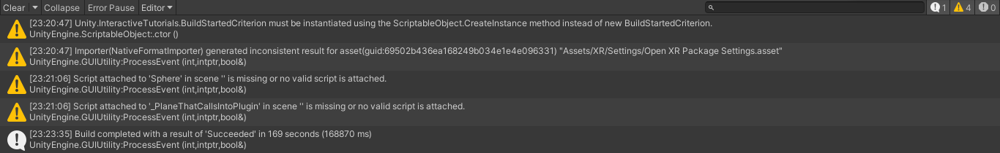 Clear Collapse Error Pause Editor 1 4 0
[23:20:47] Unity.InteractiveTutorials.BuildStartedCriterion must be instantiated using the ScriptableObject.CreateInstance method instead of new BuildStartedCriterion.
UnityEngine.ScriptableObject:.ctor ()
[23:20:47] Importer(NativeFormatImporter) generated inconsistent result for asset(guid:69502b436ea168249b034e1e4e096331) "Assets/XR/Settings/Open XR Package Settings.asset"
UnityEngine.GUIUtility:ProcessEvent (int,intptr,bool&)
[23:21:06] Script attached to 'Sphere' in scene '' is missing or no valid script is attached.
UnityEngine.GUIUtility:ProcessEvent (int,intptr,bool&)
[23:21:06] Script attached to '_PlaneThatCallsIntoPlugin' in scene '' is missing or no valid script is attached.
UnityEngine.GUIUtility:ProcessEvent (int,intptr,bool&)
[23:23:35] Build completed with a result of 'Succeeded' in 169 seconds (168870 ms)
UnityEngine.GUIUtility:ProcessEvent (int,intptr,bool&)